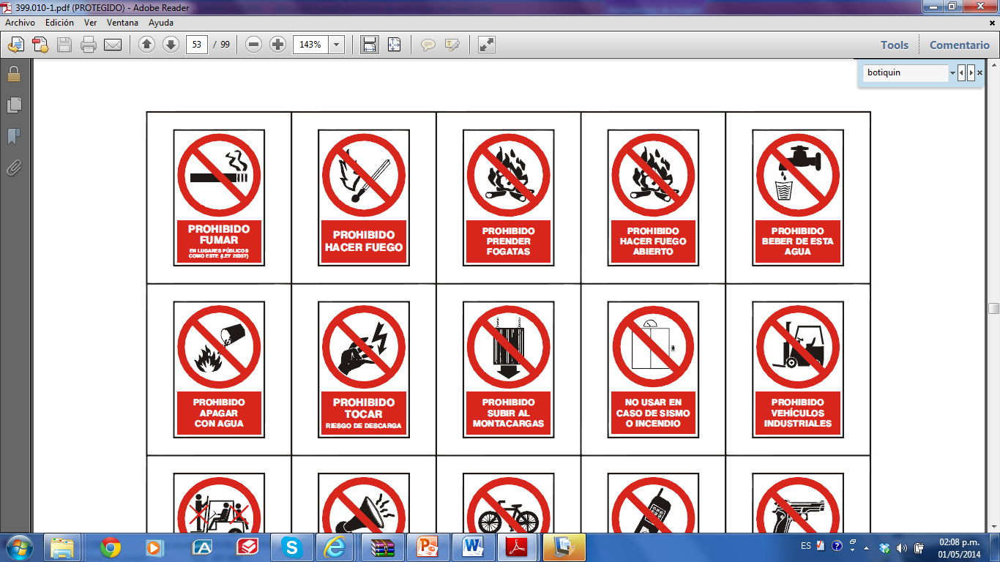 399.010-1.pdf (PROTEGIDO) - Adobe Reader
Archivo Edición Ver Ventana Ayuda
53 / 99 143% Tools Comentario
botiquin
PROHIBIDO
FUMAR
EN LUGARES PÚBLICOS
COMO ESTE (LEY 25357)
PROHIBIDO
HACER FUEGO
PROHIBIDO
PRENDER
FOGATAS
PROHIBIDO
HACER FUEGO
ABIERTO
PROHIBIDO
BEBER DE ESTA
AGUA
PROHIBIDO
APAGAR
CON AGUA
PROHIBIDO
TOCAR
RIESGO DE DESCARGA
PROHIBIDO
SUBIR AL
MONTACARGAS
NO USAR EN
CASO DE SISMO
O INCENDIO
PROHIBIDO
VEHÍCULOS
INDUSTRIALES
ES 02:08 p.m.
01/05/2014